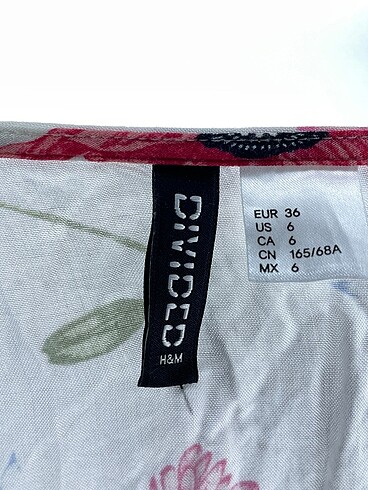 DIVIDED
H&M
EUR 36
US 6
CA 6
CN 165/68A
MX 6